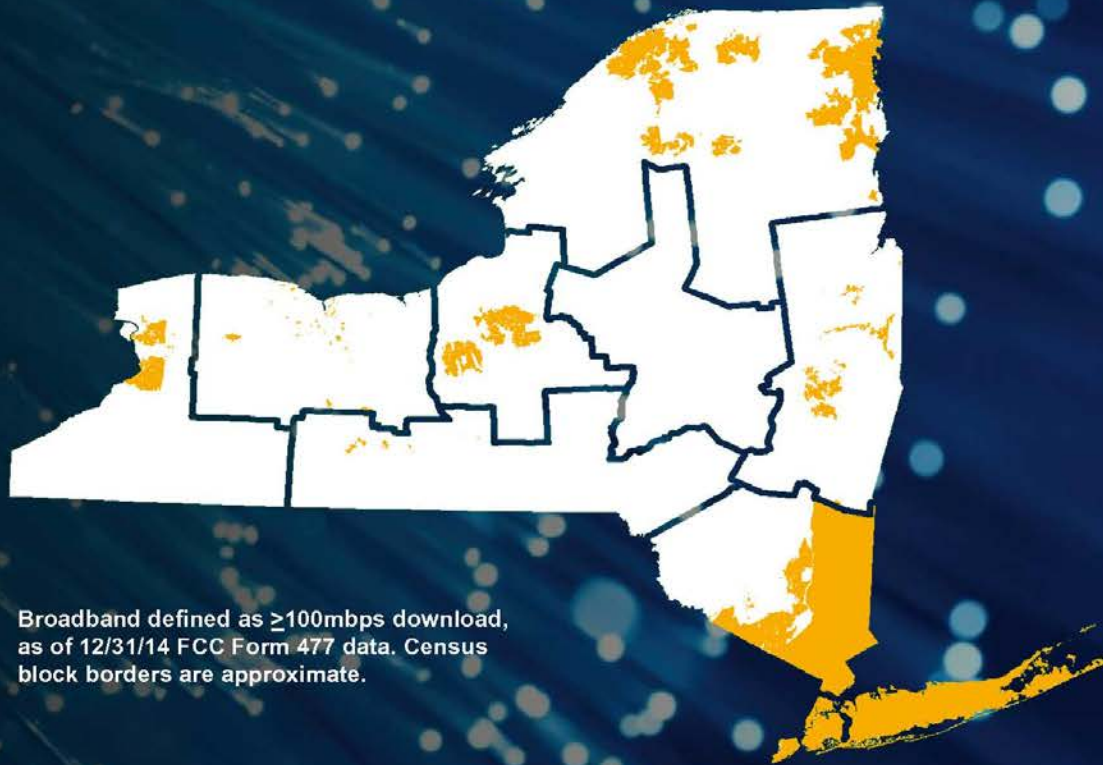 Broadband defined as ≥100mbps download,
as of 12/31/14 FCC Form 477 data. Census
block borders are approximate.